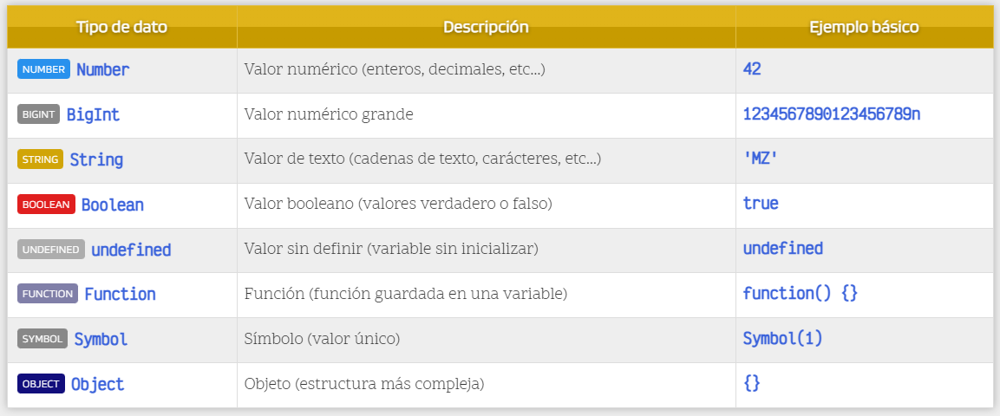 Tipo de dato Descripción Ejemplo básico
NUMBER Number Valor numérico (enteros, decimales, etc...) 42
BIGINT BigInt Valor numérico grande 1234567890123456789n
STRING String Valor de texto (cadenas de texto, carácteres, etc...) 'MZ'
BOOLEAN Boolean Valor booleano (valores verdadero o falso) true
UNDEFINED undefined Valor sin definir (variable sin inicializar) undefined
FUNCTION Function Función (función guardada en una variable) function() {}
SYMBOL Symbol Símbolo (valor único) Symbol(1)
OBJECT Object Objeto (estructura más compleja) {}